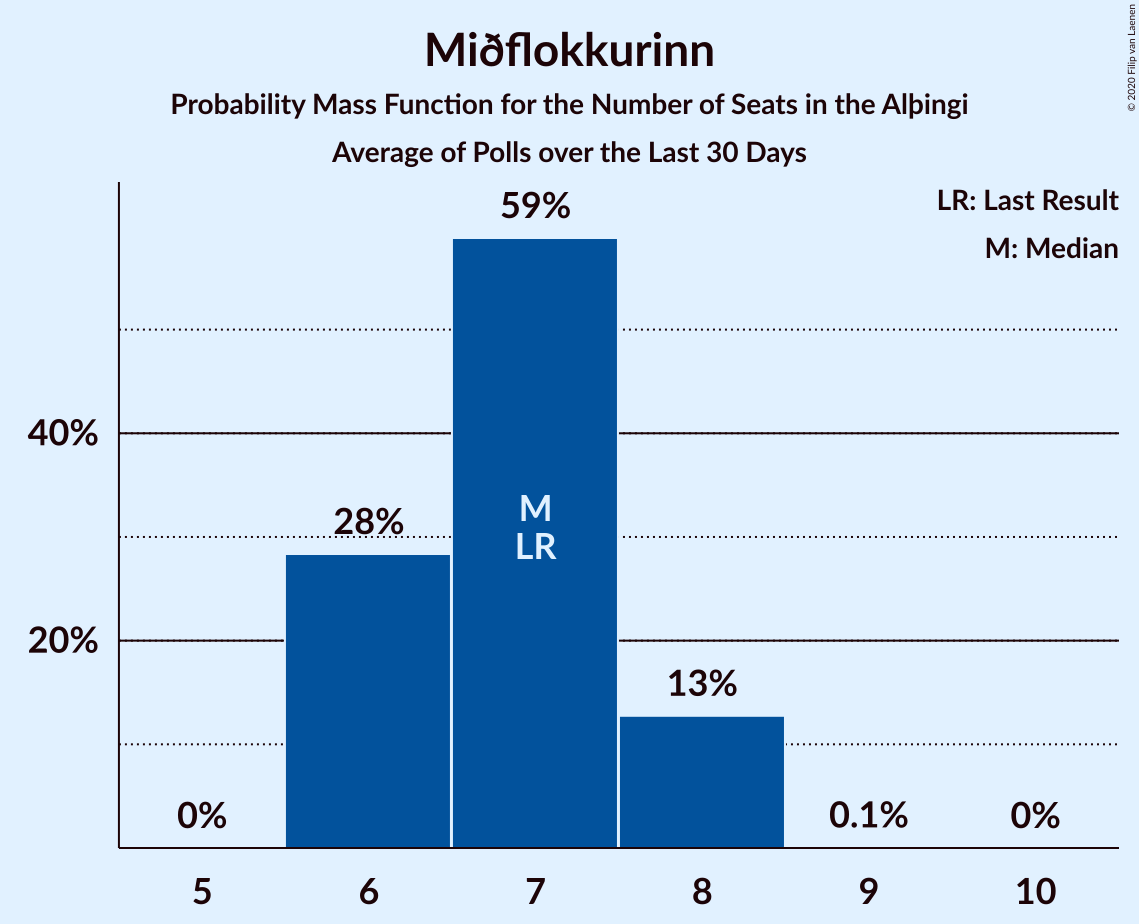 Miðflokkurinn
Probability Mass Function for the Number of Seats in the Alþingi
Average of Polls over the Last 30 Days
© 2020 Filip van Laenen
LR: Last Result
M: Median
59%
40%
28%
M
LR
20%
13%
0%
0.1%
0%
5 6 7 8 9 10